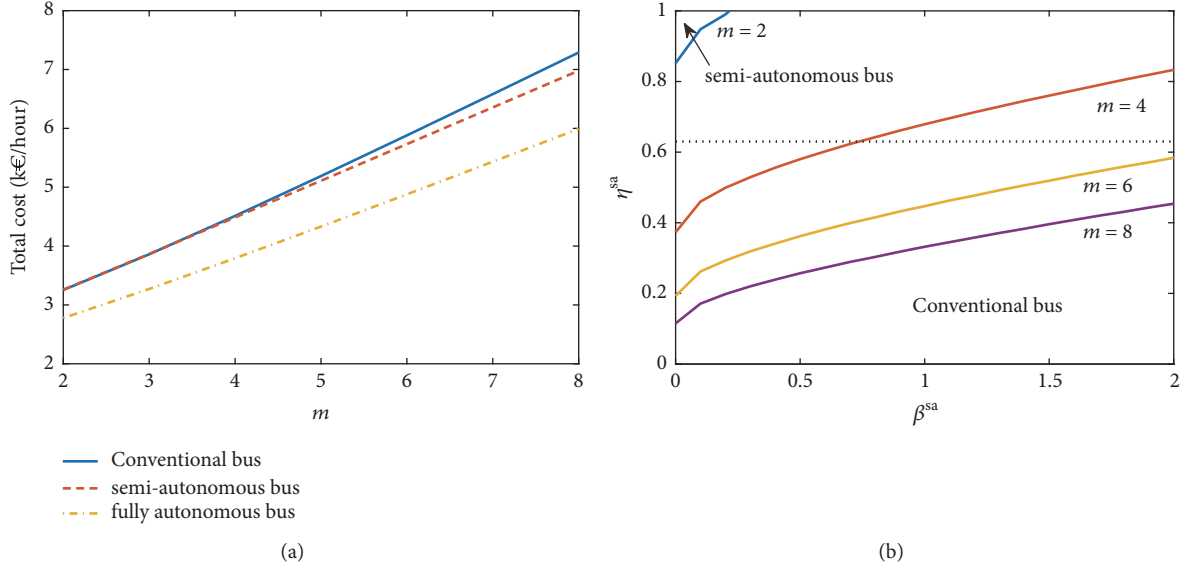 8
7
6
5
4
3
2
Total cost (k€/hour)
2 3 4 5 6 7 8
m
Conventional bus
semi-autonomous bus
fully autonomous bus
(a)
1
0.8
0.6
0.4
0.2
0
η^sa
m = 2
semi-autonomous bus
m = 4
m = 6
m = 8
Conventional bus
0 0.5 1 1.5 2
β^sa
(b)